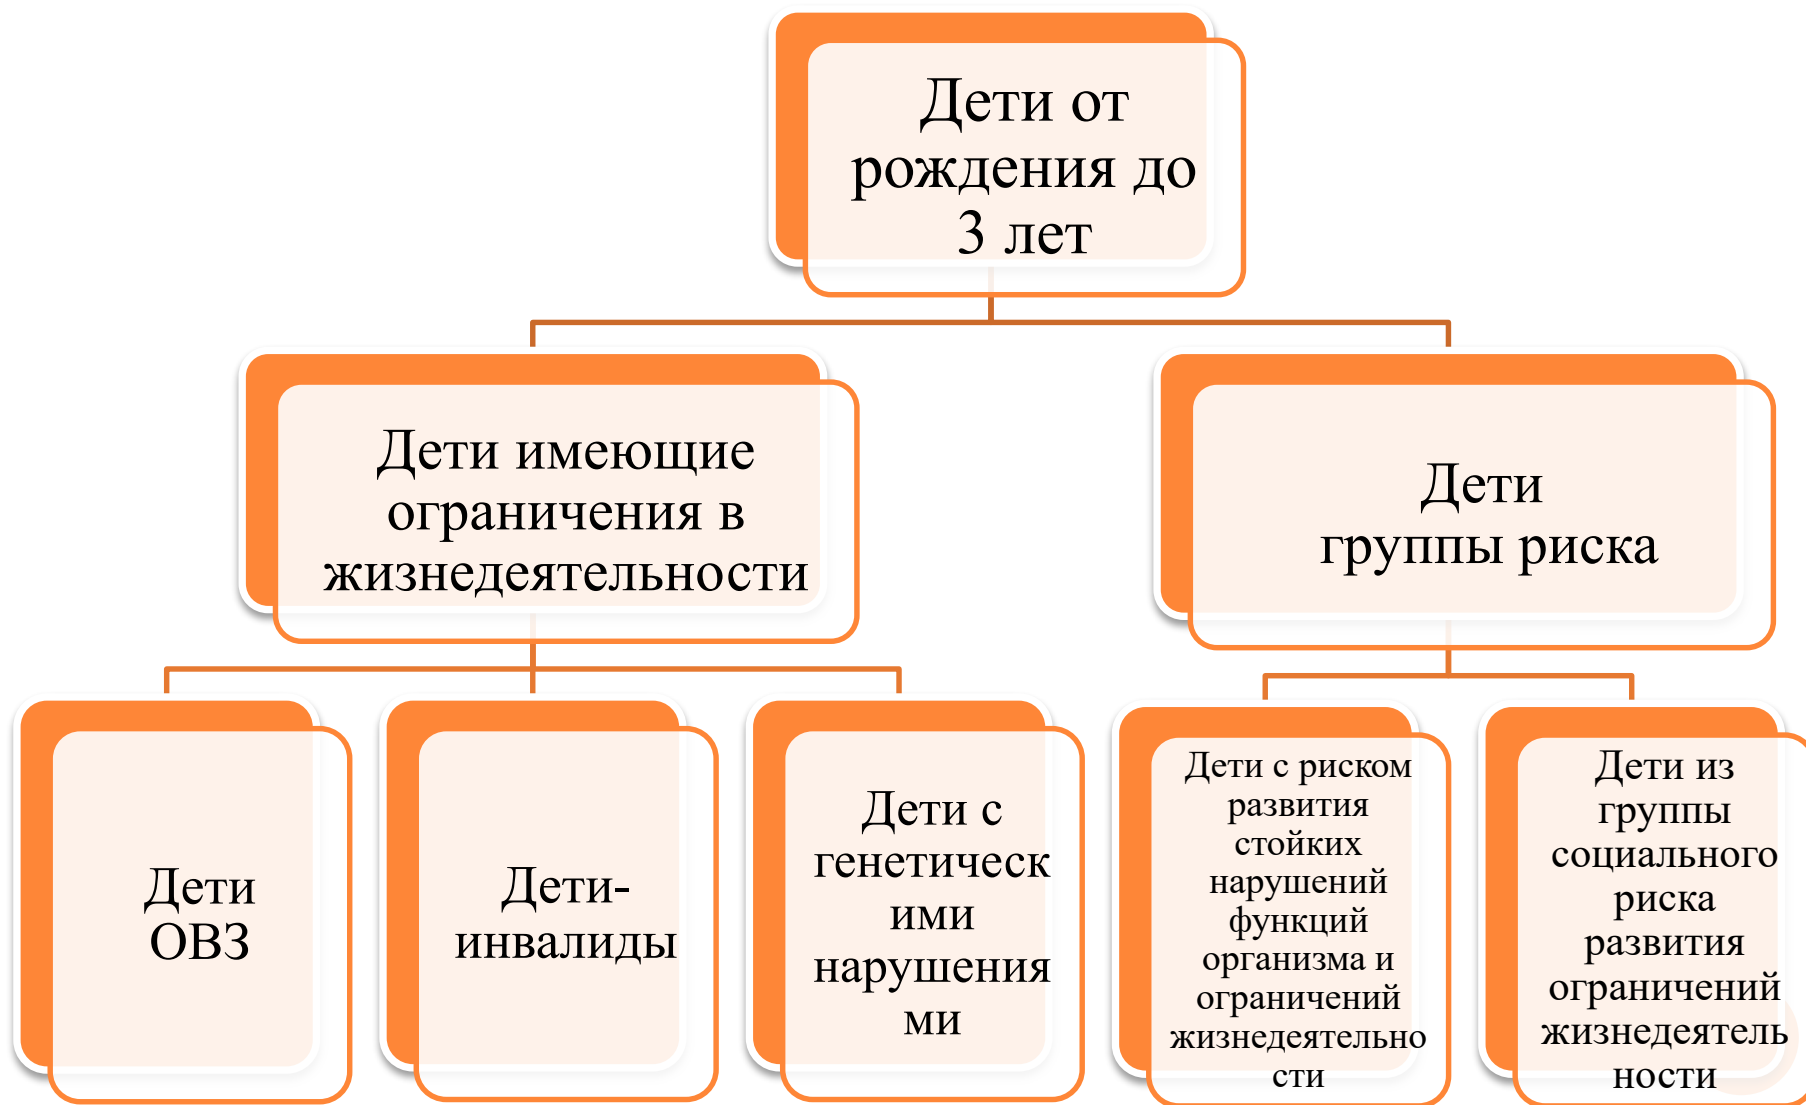 Дети от
рождения до
3 лет
Дети имеющие
ограничения в
жизнедеятельности
Дети
группы риска
Дети
ОВЗ
Дети-
инвалиды
Дети с
генетическ
ими
нарушения
ми
Дети с риском
развития
стойких
нарушений
функций
организма и
ограничений
жизнедеятельно
сти
Дети из
группы
социального
риска
развития
ограничений
жизнедеятель
ности